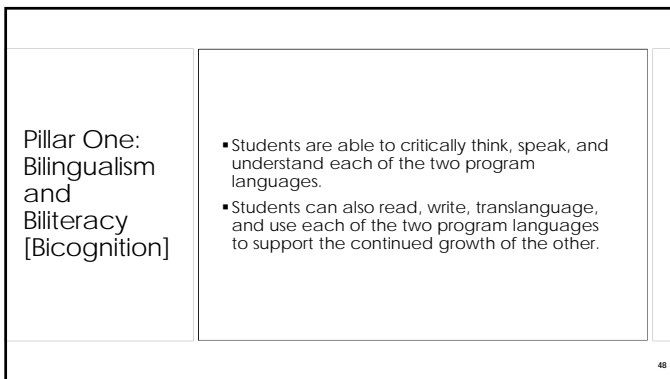 Pillar One:
Bilingualism
and
Biliteracy
[Bicognition]
▪ Students are able to critically think, speak, and
understand each of the two program
languages.
▪ Students can also read, write, translanguage,
and use each of the two program languages
to support the continued growth of the other.
48